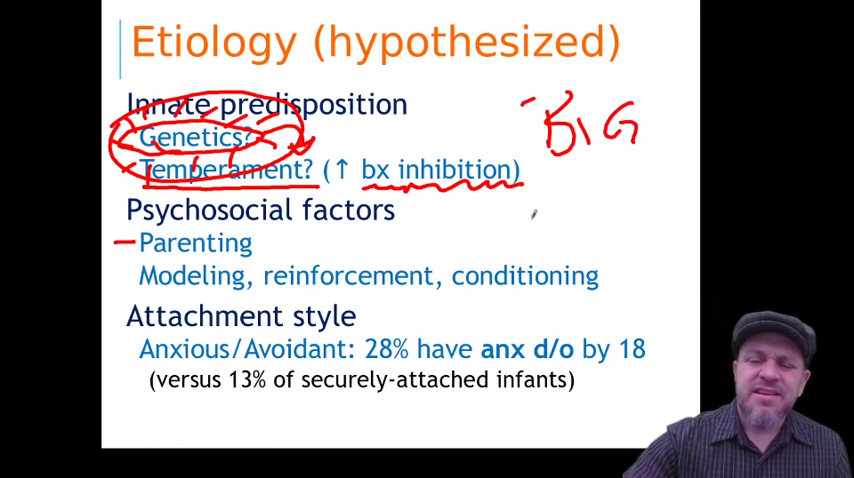 Etiology (hypothesized)
Innate predisposition
Genetics?
Temperament? (↑ bx inhibition)
BIG
Psychosocial factors
Parenting
Modeling, reinforcement, conditioning
Attachment style
Anxious/Avoidant: 28% have anx d/o by 18
(versus 13% of securely-attached infants)